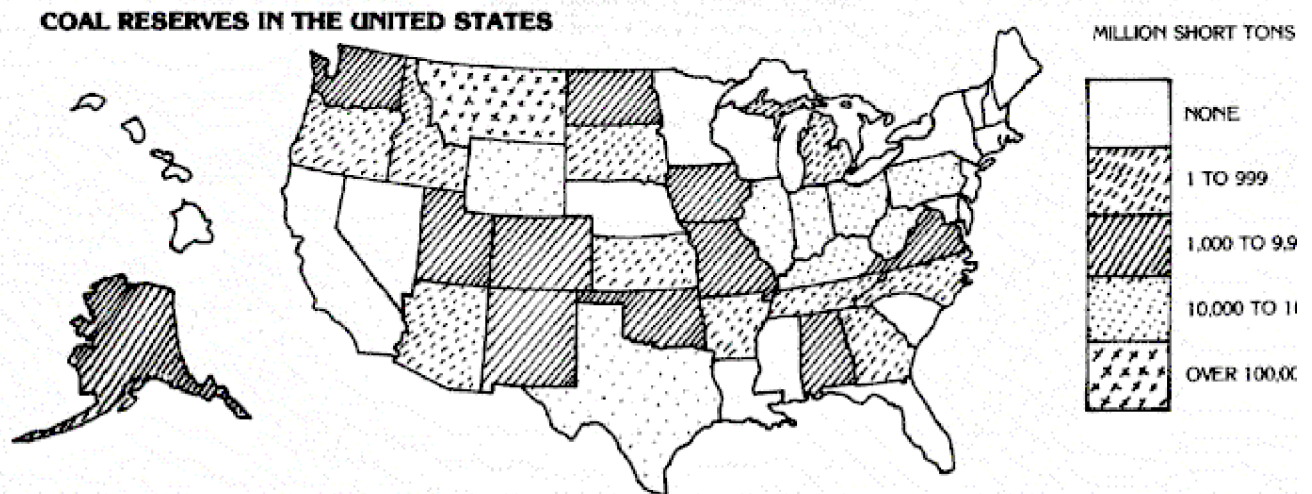 COAL RESERVES IN THE UNITED STATES
MILLION SHORT TONS
NONE
1 TO 999
1,000 TO 9,9
10,000 TO 10
OVER 100,00